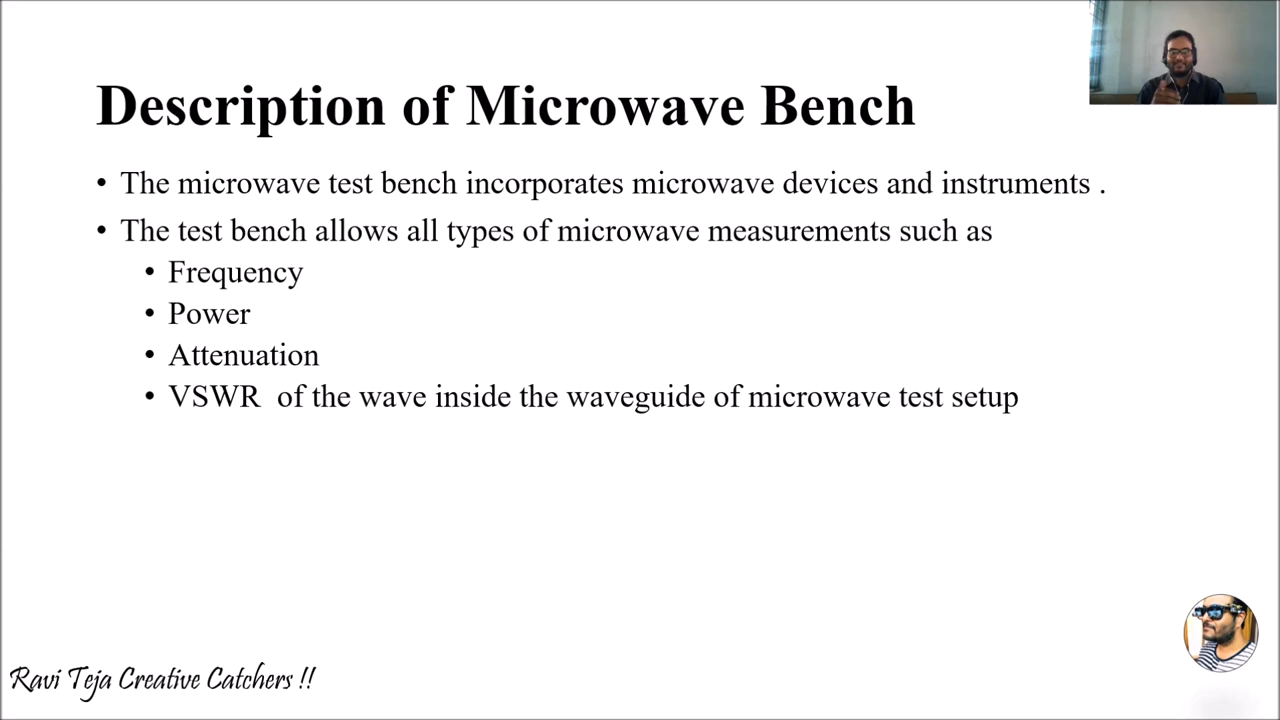 Description of Microwave Bench
• The microwave test bench incorporates microwave devices and instruments .
• The test bench allows all types of microwave measurements such as
• Frequency
• Power
• Attenuation
• VSWR of the wave inside the waveguide of microwave test setup
Ravi Teja Creative Catchers !!